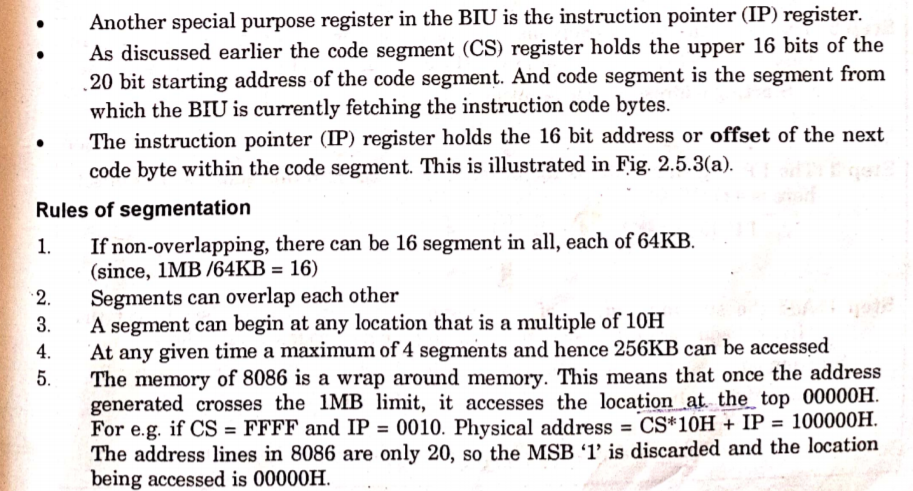 • Another special purpose register in the BIU is the instruction pointer (IP) register.
• As discussed earlier the code segment (CS) register holds the upper 16 bits of the
20 bit starting address of the code segment. And code segment is the segment from
which the BIU is currently fetching the instruction code bytes.
• The instruction pointer (IP) register holds the 16 bit address or offset of the next
code byte within the code segment. This is illustrated in Fig. 2.5.3(a).
Rules of segmentation
1. If non-overlapping, there can be 16 segment in all, each of 64KB.
(since, 1MB /64KB = 16)
2. Segments can overlap each other
3. A segment can begin at any location that is a multiple of 10H
4. At any given time a maximum of 4 segments and hence 256KB can be accessed
5. The memory of 8086 is a wrap around memory. This means that once the address
generated crosses the 1MB limit, it accesses the location at the top 00000H.
For e.g. if CS = FFFF and IP = 0010. Physical address = CS*10H + IP = 100000H.
The address lines in 8086 are only 20, so the MSB ‘1’ is discarded and the location
being accessed is 00000H.